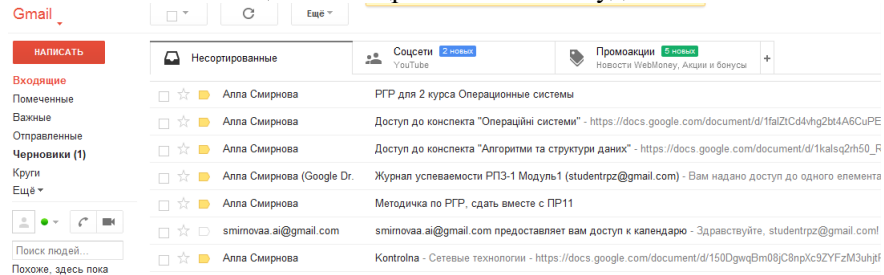 Gmail
Ещё
НАПИСАТЬ
Входящие
Помеченные
Важные
Отправленные
Черновики (1)
Круги
Ещё
Поиск людей...
Похоже, здесь пока
Несортированные
Соцсети 2 новых
YouTube
Промоакции 5 новых
Новости WebMoney, Акции и бонусы
+
Алла Смирнова РГР для 2 курса Операционные системы
Алла Смирнова Доступ до конспекта "Операційні системи" - https://docs.google.com/document/d/1falZtCd4vhg2bt4A6CuPE
Алла Смирнова Доступ до конспекта "Алгоритми та структури даних" - https://docs.google.com/document/d/1kalsq2rh50_R
Алла Смирнова (Google Dr. Журнал успеваемости РПЗ-1 Модуль1 (studentrpz@gmail.com) - Вам надано доступ до одного елемента
Алла Смирнова Методичка по РГР, сдать вместе с ПР11
smirnovaa.ai@gmail.com smirnovaa.ai@gmail.com предоставляет вам доступ к календарю - Здравствуйте, studentrpz@gmail.com!
Алла Смирнова Kontrolna - Сетевые технологии - https://docs.google.com/document/d/150DgwqBm08jC8npXc9ZYFzM3uhjtF